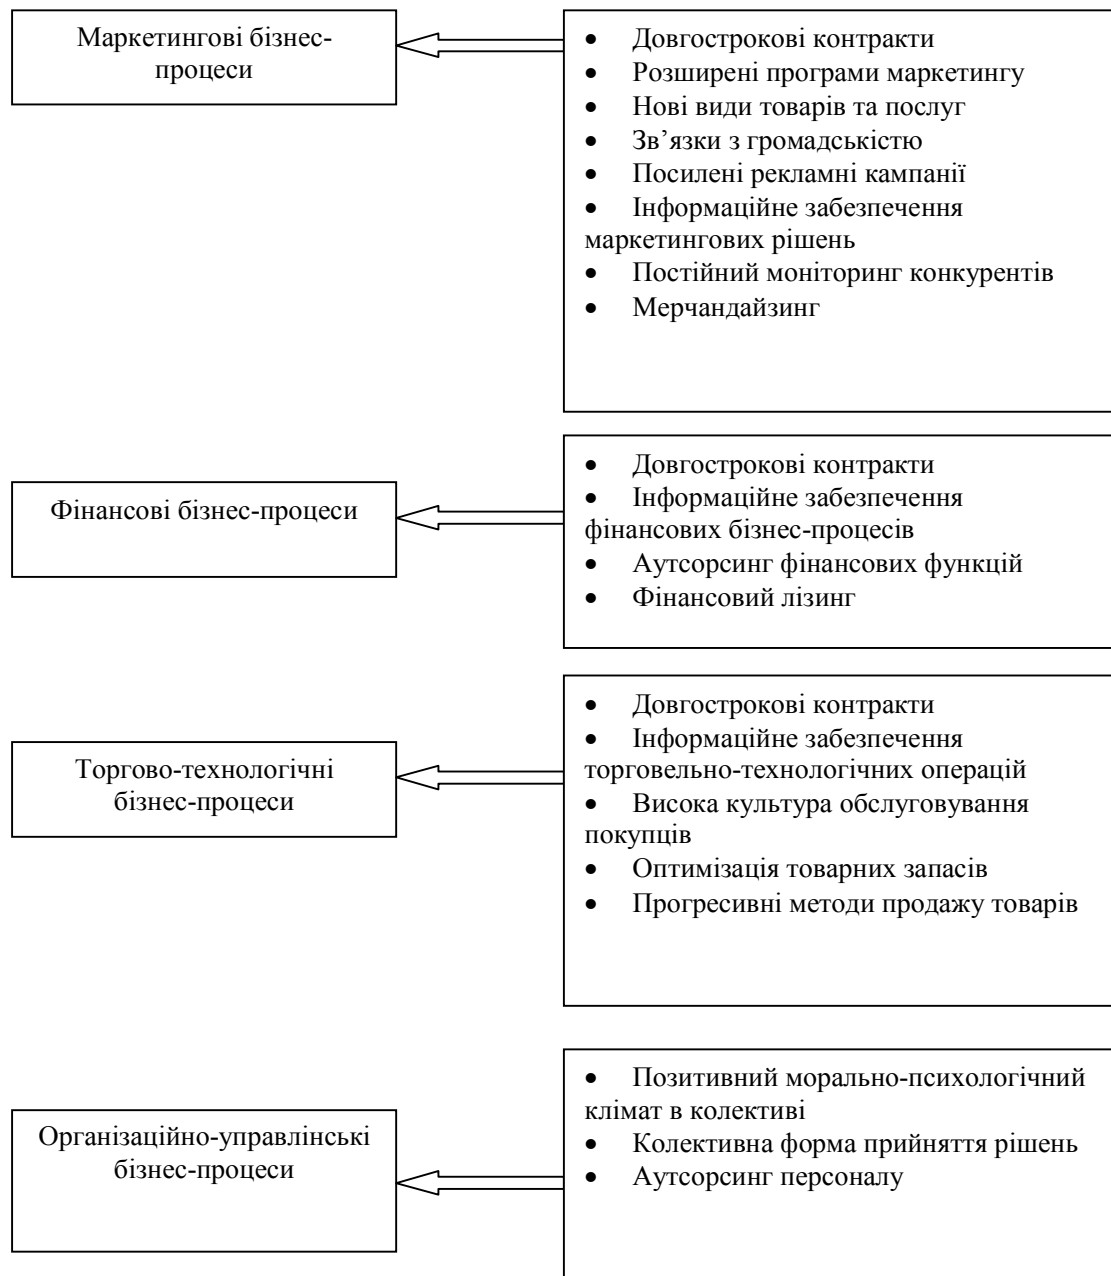 Маркетингові бізнес-
процеси
• Довгострокові контракти
• Розширені програми маркетингу
• Нові види товарів та послуг
• Зв’язки з громадськістю
• Посилені рекламні кампанії
• Інформаційне забезпечення
маркетингових рішень
• Постійний моніторинг конкурентів
• Мерчандайзинг
Фінансові бізнес-процеси
• Довгострокові контракти
• Інформаційне забезпечення
фінансових бізнес-процесів
• Аутсорсинг фінансових функцій
• Фінансовий лізинг
Торгово-технологічні
бізнес-процеси
• Довгострокові контракти
• Інформаційне забезпечення
торговельно-технологічних операцій
• Висока культура обслуговування
покупців
• Оптимізація товарних запасів
• Прогресивні методи продажу товарів
Організаційно-управлінські
бізнес-процеси
• Позитивний морально-психологічний
клімат в колективі
• Колективна форма прийняття рішень
• Аутсорсинг персоналу